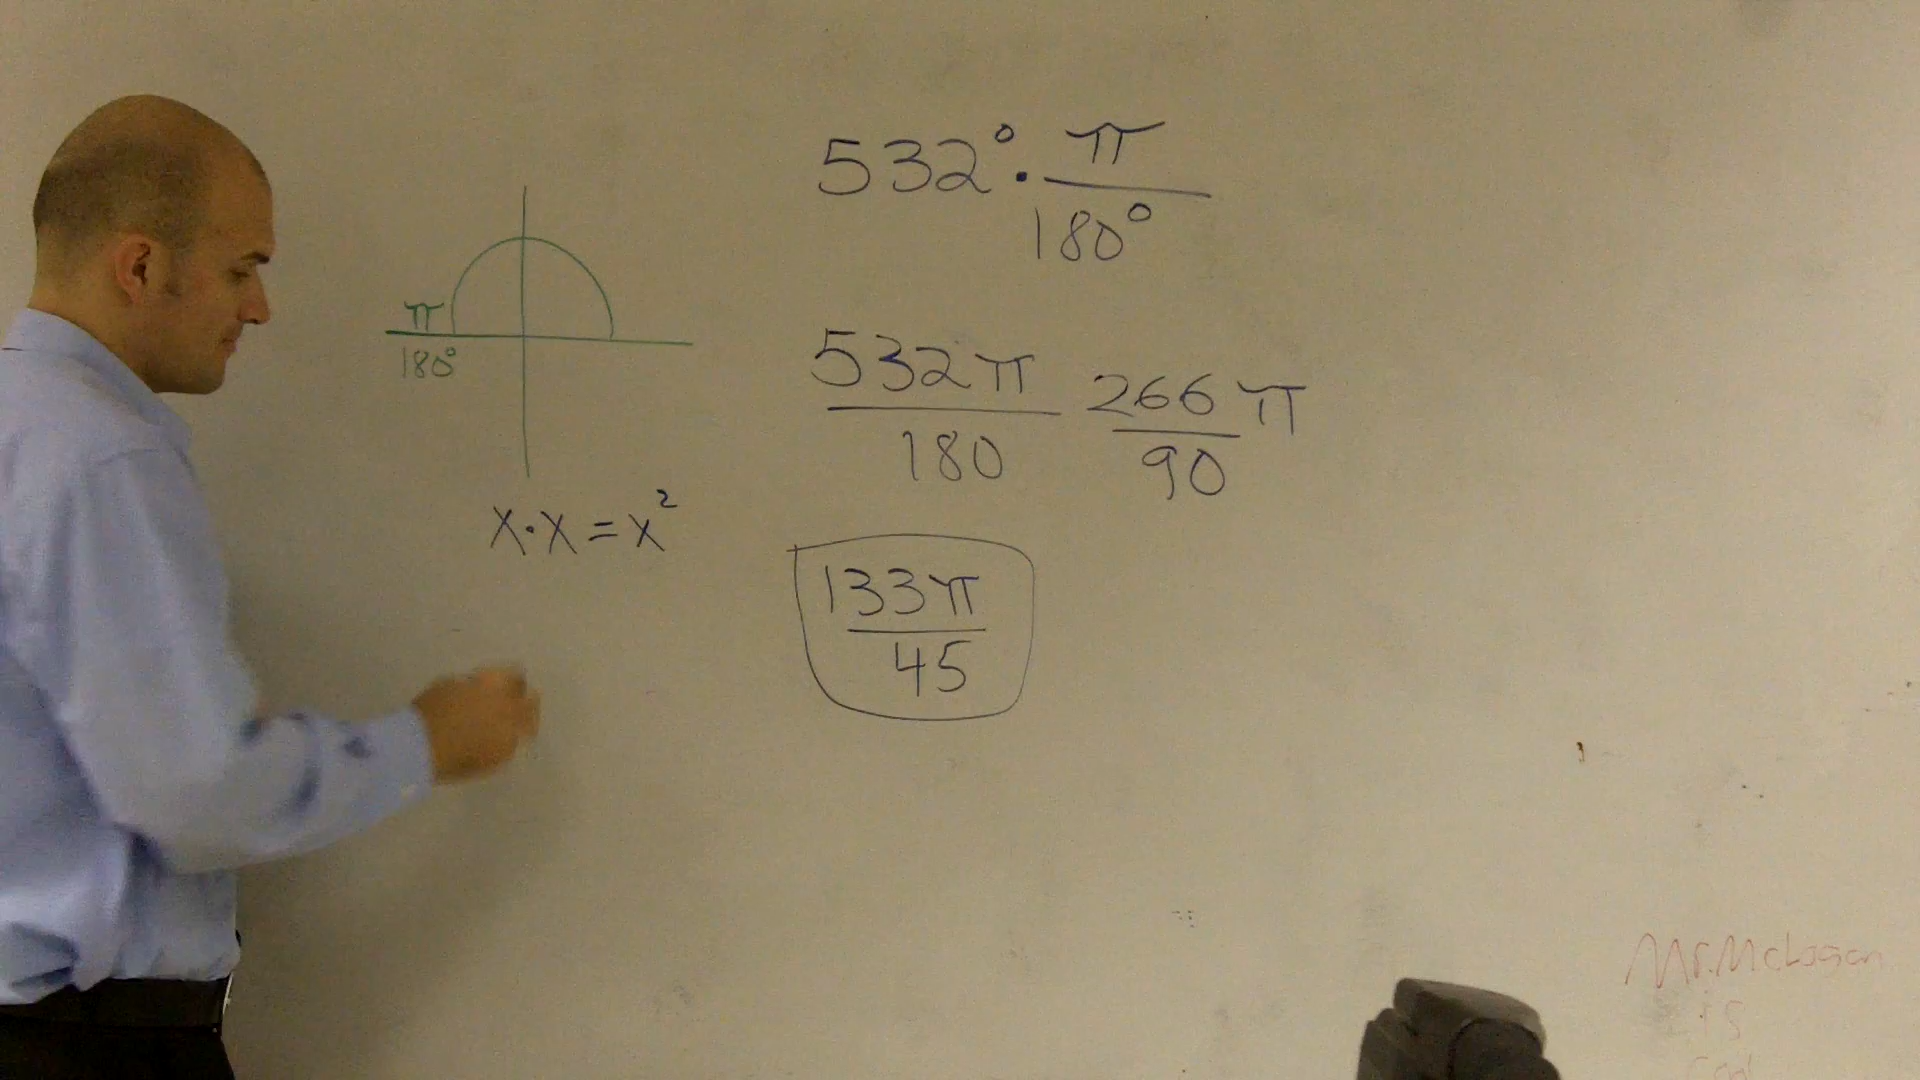 532° · π/180°
π
180°
532π/180 266/90 π
x·x = x²
133π/45
Mr. McLogan
is